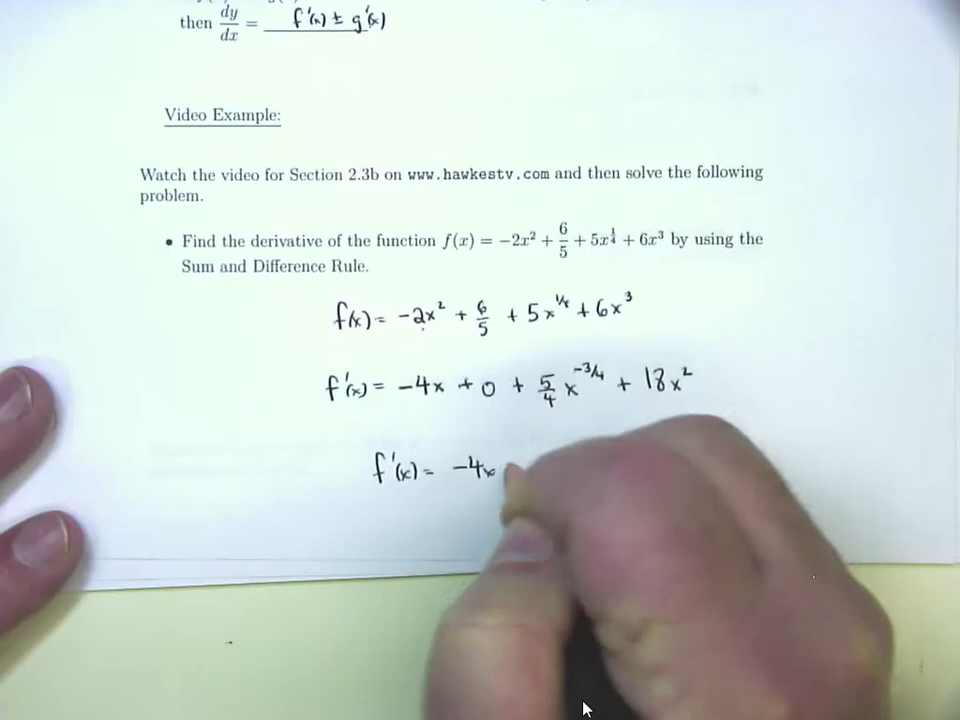 then dy/dx = f'(x) ± g'(x)
Video Example:
Watch the video for Section 2.3b on www.hawkestv.com and then solve the following
problem.
• Find the derivative of the function f(x) = −2x² + 6/5 + 5x^(1/4) + 6x³ by using the
Sum and Difference Rule.
f(x) = -2x² + 6/5 + 5x^(1/4) + 6x³
f'(x) = -4x + 0 + 5/4 x^(-3/4) + 18x²
f'(x) = -4x